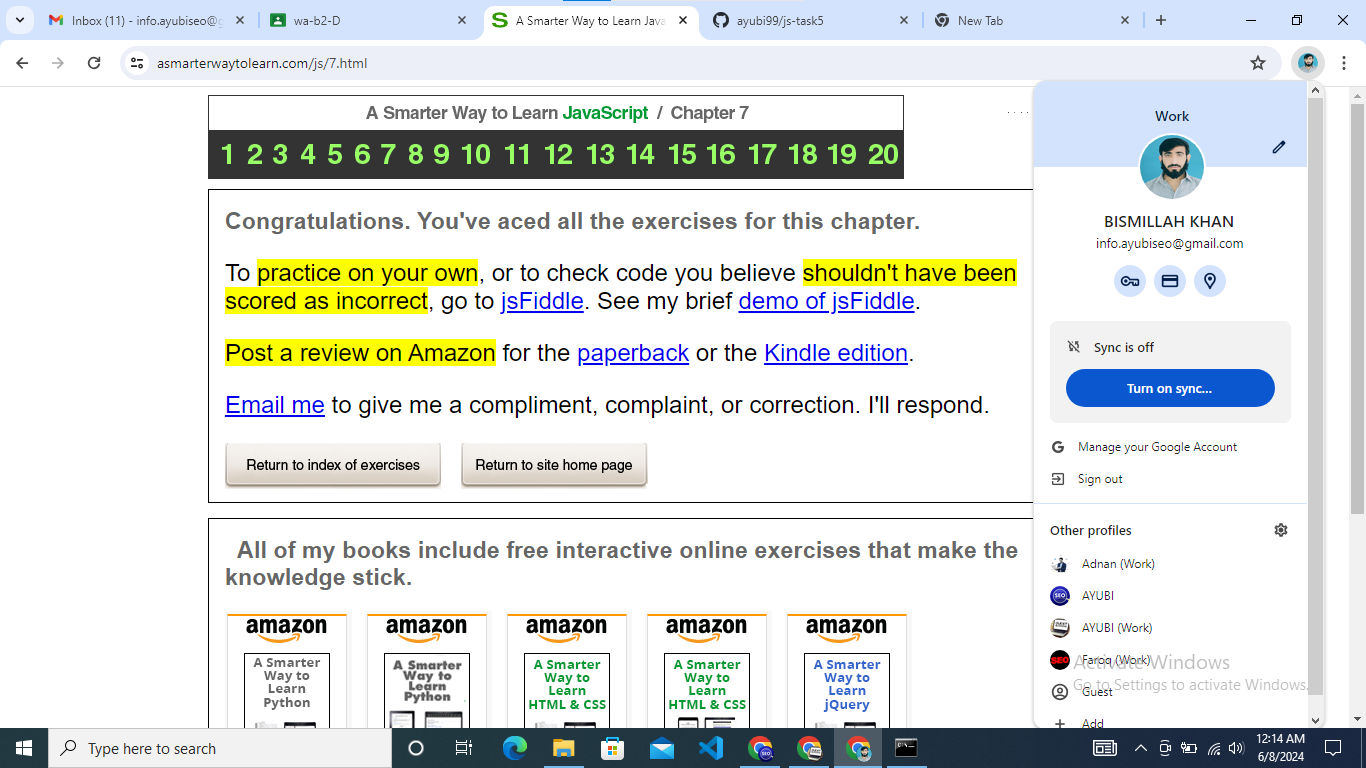 Inbox (11) - info.ayubiseo@g
wa-b2-D
A Smarter Way to Learn Java
ayubi99/js-task5
New Tab
asmarterwaytolearn.com/js/7.html
A Smarter Way to Learn JavaScript / Chapter 7
1 2 3 4 5 6 7 8 9 10 11 12 13 14 15 16 17 18 19 20
Congratulations. You've aced all the exercises for this chapter.
To practice on your own, or to check code you believe shouldn't have been
scored as incorrect, go to jsFiddle. See my brief demo of jsFiddle.
Post a review on Amazon for the paperback or the Kindle edition.
Email me to give me a compliment, complaint, or correction. I'll respond.
Return to index of exercises
Return to site home page
All of my books include free interactive online exercises that make the
knowledge stick.
amazon
A Smarter
Way to
Learn
Python
amazon
A Smarter
Way to
Learn
Python
amazon
A Smarter
Way to
Learn
HTML & CSS
amazon
A Smarter
Way to
Learn
HTML & CSS
amazon
A Smarter
Way to
Learn
jQuery
Work
BISMILLAH KHAN
info.ayubiseo@gmail.com
Sync is off
Turn on sync...
Manage your Google Account
Sign out
Other profiles
Adnan (Work)
SEO
AYUBI
AYUBI (Work)
SEO
Faroq (Work)
Guest
Add
Activate Windows
Go to Settings to activate Windows.
Type here to search
12:14 AM
6/8/2024